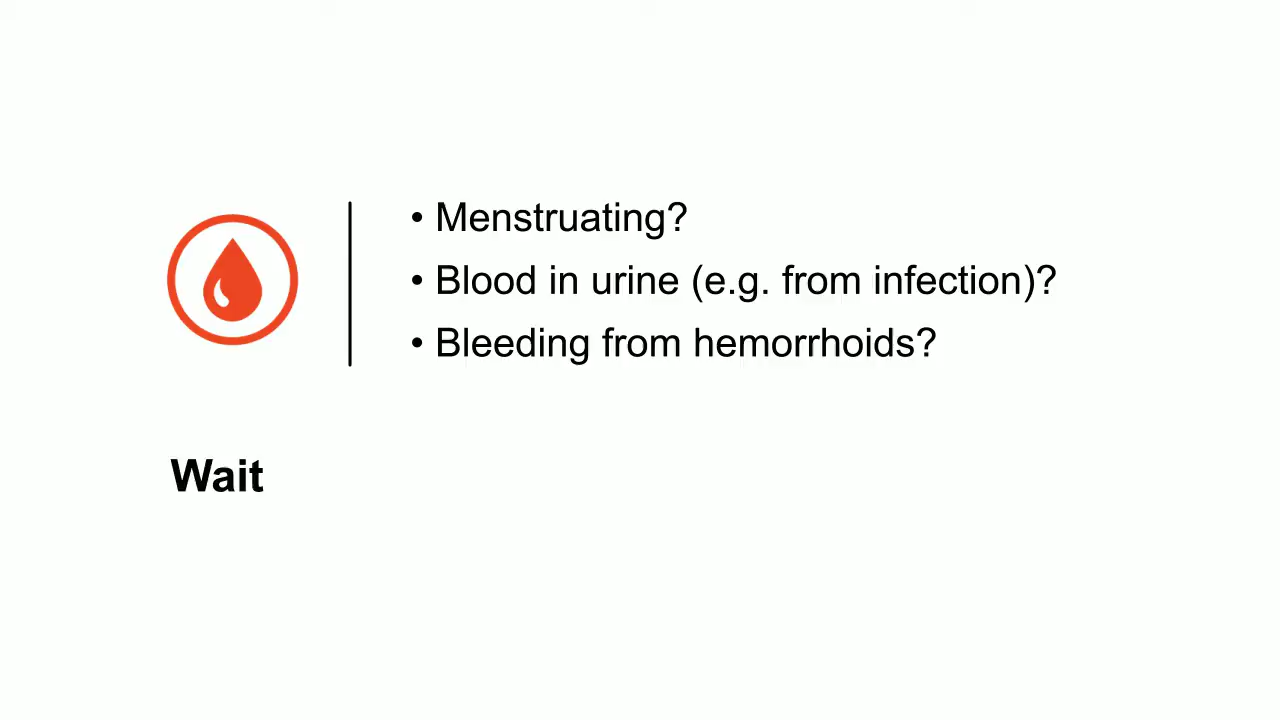 • Menstruating?
• Blood in urine (e.g. from infection)?
• Bleeding from hemorrhoids?
Wait